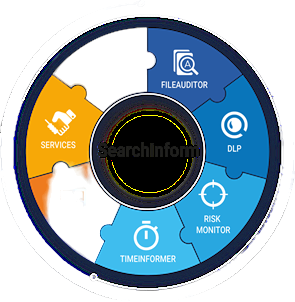 FILEAUDITOR
SERVICES
SearchInform
DLP
RISK
MONITOR
TIMEINFORMER